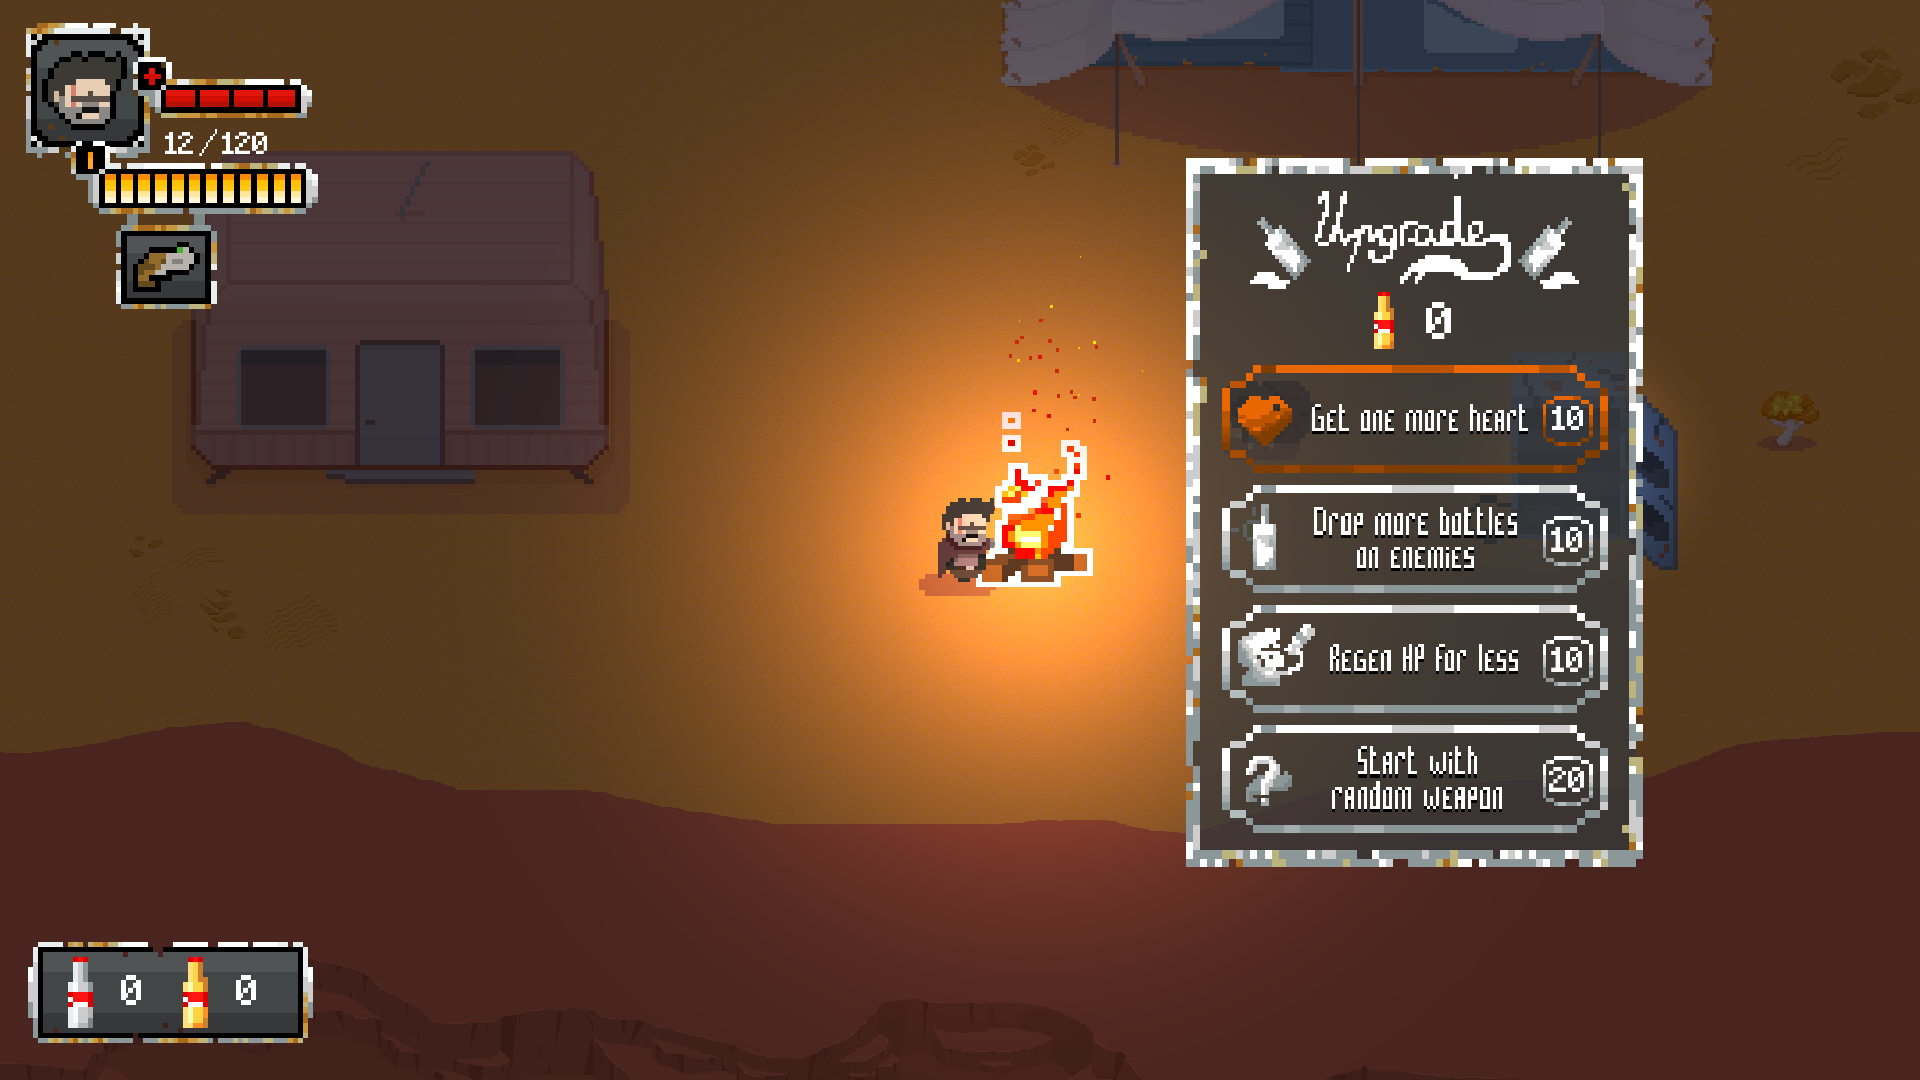 12/120
Upgrade
0
Get one more heart 10
Drop more bottles
on enemies 10
Regen HP for less 10
Start with
random weapon 20
0 0